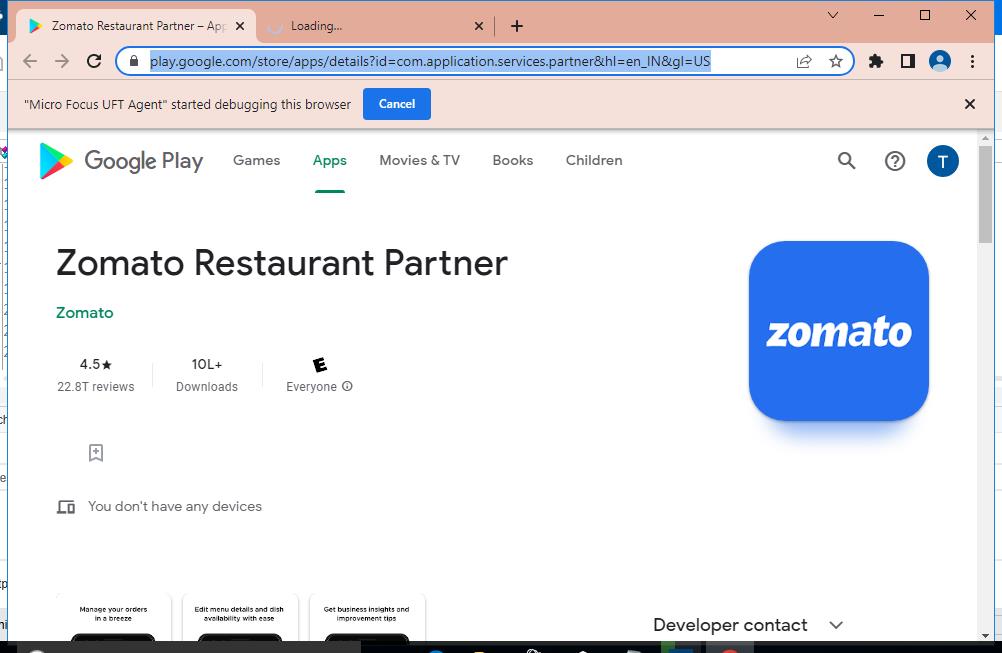 Zomato Restaurant Partner – App
Loading...
play.google.com/store/apps/details?id=com.application.services.partner&hl=en_IN&gl=US
"Micro Focus UFT Agent" started debugging this browser
Cancel
Google Play
Games
Apps
Movies & TV
Books
Children
T
Zomato Restaurant Partner
Zomato
zomato
4.5★
10L+
E
22.8T reviews
Downloads
Everyone
You don't have any devices
Manage your orders
in a breeze
Edit menu details and dish
availability with ease
Get business insights and
improvement tips
Developer contact